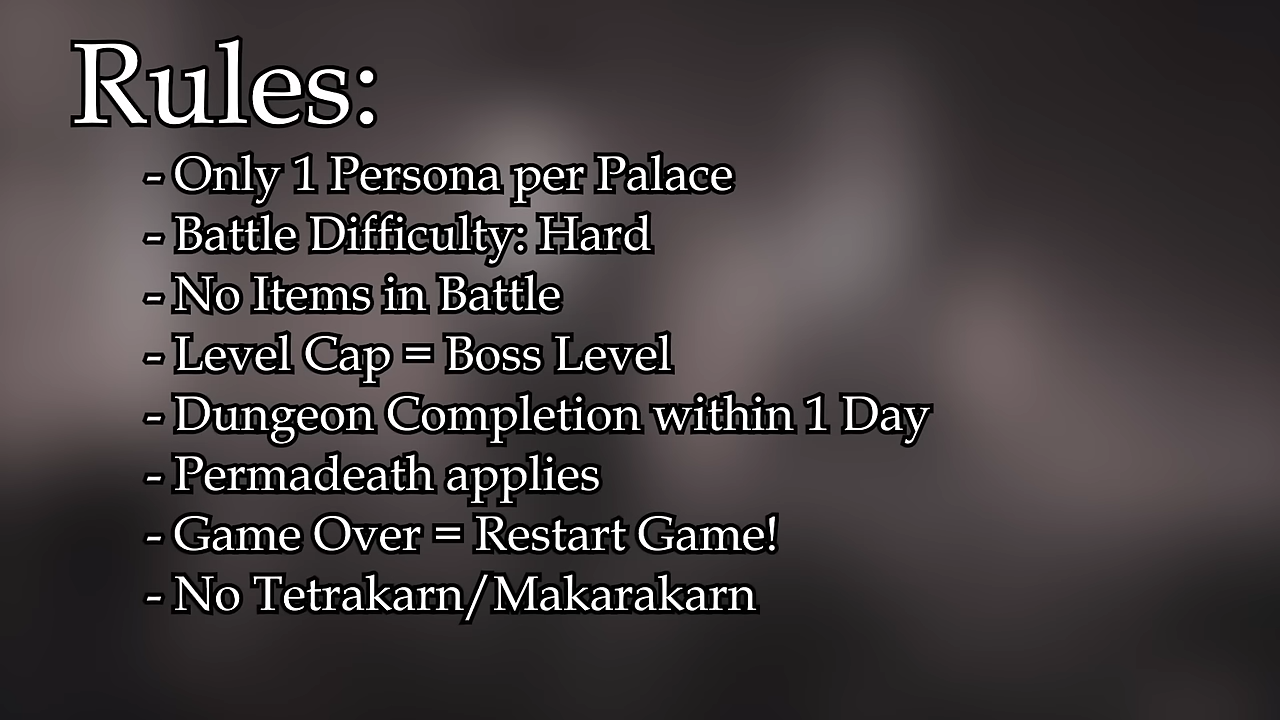 Rules:
- Only 1 Persona per Palace
- Battle Difficulty: Hard
- No Items in Battle
- Level Cap = Boss Level
- Dungeon Completion within 1 Day
- Permadeath applies
- Game Over = Restart Game!
- No Tetrakarn/Makarakarn